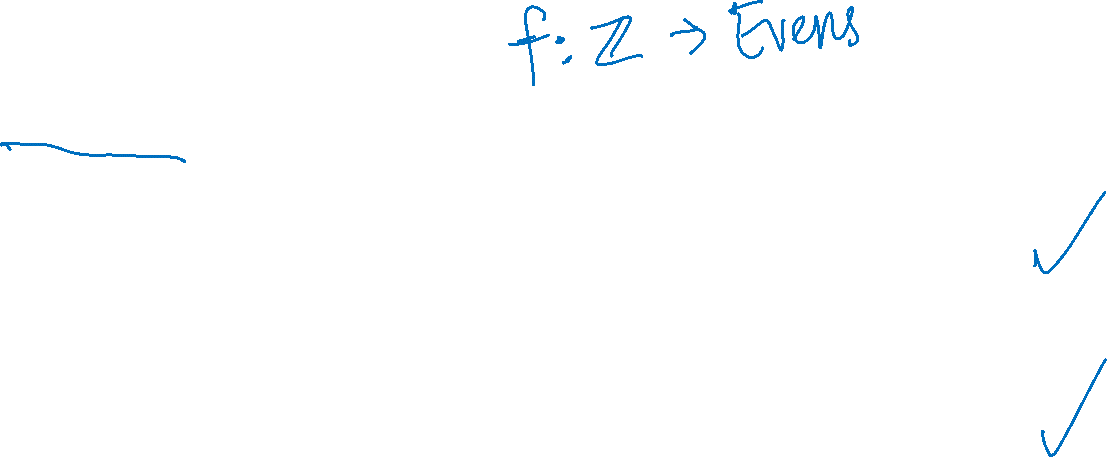 f: ℤ → Evens
✓
✓